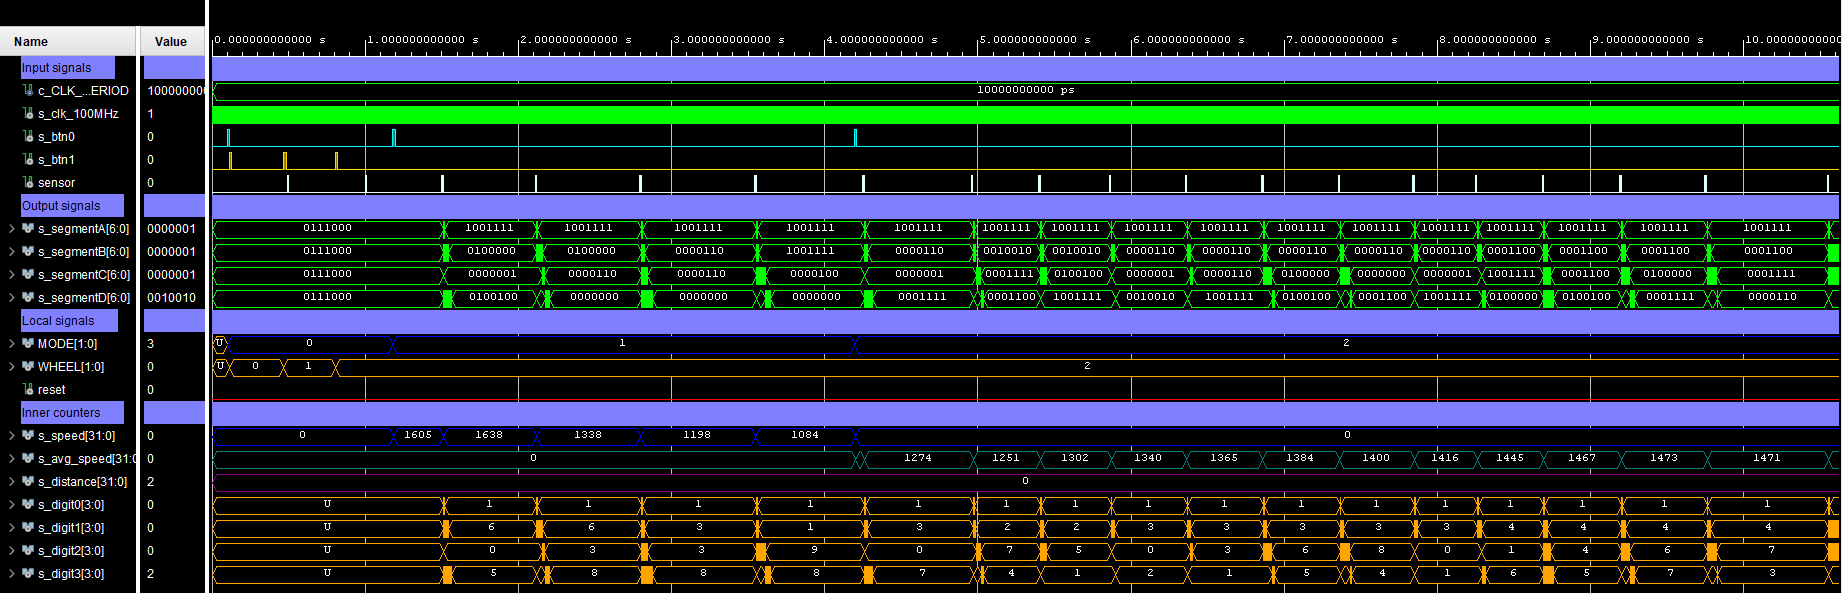 Name Value 0.000000000000 s 1.000000000000 s 2.000000000000 s 3.000000000000 s 4.000000000000 s 5.000000000000 s 6.000000000000 s 7.000000000000 s 8.000000000000 s 9.000000000000 s 10.00000000000
Input signals
c_CLK_...ERIOD 100000000 10000000000 ps
s_clk_100MHz 1
s_btn0 0
s_btn1 0
sensor 0
Output signals
s_segmentA[6:0] 0000001 0111000 1001111 1001111 1001111 1001111 1001111 1001111 1001111 1001111 1001111 1001111 1001111 1001111 1001111 1001111 1001111 1001111
s_segmentB[6:0] 0000001 0111000 0100000 0100000 0000110 1001111 0000110 0010010 0010010 0000110 0000110 0000110 0000110 0000110 1001100 1001100 1001100 1001100
s_segmentC[6:0] 0000001 0111000 0000001 0000110 0000110 0000100 0000001 0001111 0100100 0000001 0000110 0100000 0000000 0000001 1001111 1001100 0100000 0001111
s_segmentD[6:0] 0010010 0111000 0100100 0000000 0000000 0000000 0001111 1001100 1001111 0010010 1001111 0100100 1001100 1001111 0100000 0100100 0001111 0000110
Local signals
MODE[1:0] 3 U 0 1 2
WHEEL[1:0] 0 U 0 1 2
reset 0
Inner counters
s_speed[31:0] 0 0 1605 1638 1338 1198 1084 0
s_avg_speed[31:0 0 0 1274 1251 1302 1340 1365 1384 1400 1416 1445 1467 1473 1471
s_distance[31:0] 2 0
s_digit0[3:0] 0 U 1 1 1 1 1 1 1 1 1 1 1 1 1 1 1 1
s_digit1[3:0] 0 U 6 6 3 1 3 2 2 3 3 3 3 3 4 4 4 4
s_digit2[3:0] 0 U 0 3 3 9 0 7 5 0 3 6 8 0 1 4 6 7
s_digit3[3:0] 2 U 5 8 8 8 7 4 1 2 1 5 4 1 6 5 7 3